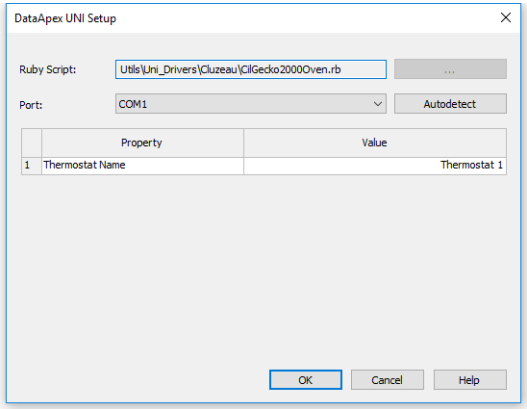 DataApex UNI Setup
Ruby Script: Utils\Uni_Drivers\Cluzeau\CilGecko2000Oven.rb ...
Port: COM1 Autodetect
Property Value
1 Thermostat Name Thermostat 1
OK Cancel Help